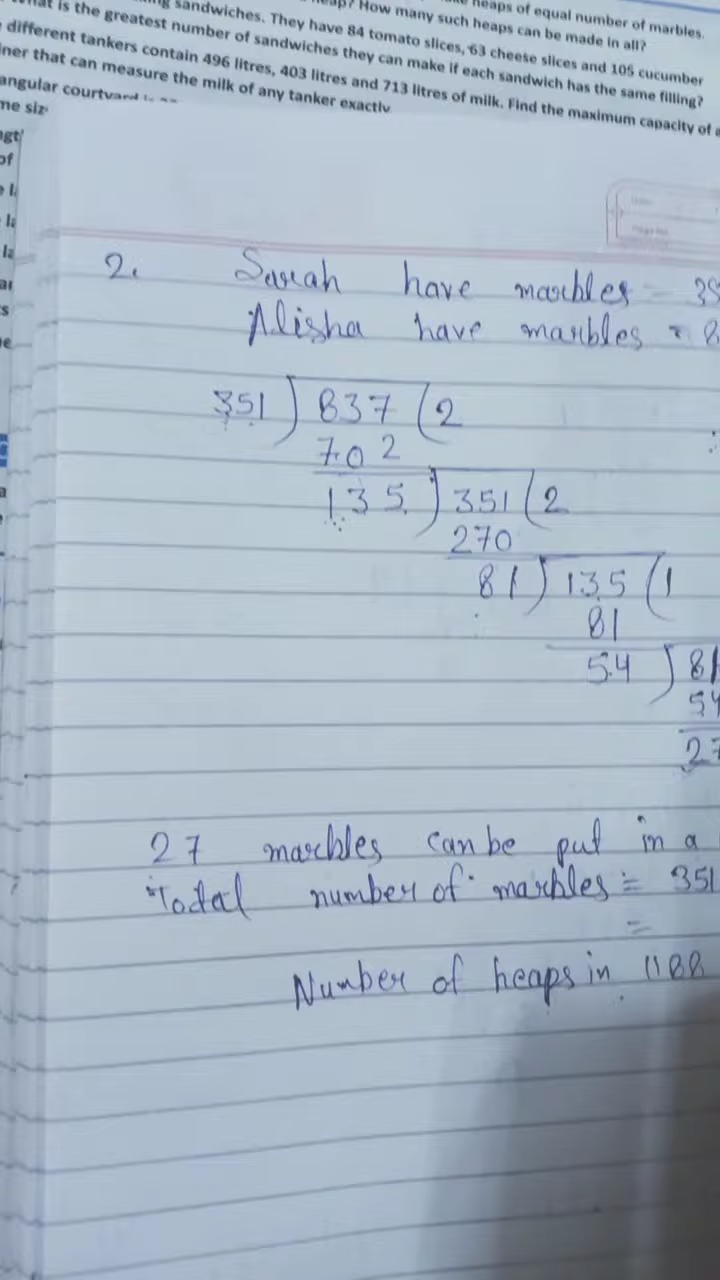 heaps of equal number of marbles.
heap? How many such heaps can be made in all?
sandwiches. They have 84 tomato slices, 63 cheese slices and 105 cucumber
is the greatest number of sandwiches they can make if each sandwich has the same filling?
different tankers contain 496 litres, 403 litres and 713 litres of milk. Find the maximum capacity of a
that can measure the milk of any tanker exactly
angular courtyard
2. Sarah have marbles = 35
Alisha have marbles = 8
351 ) 837 ( 2
702
135 ) 351 ( 2
270
81 ) 135 ( 1
81
54 ) 81
54
27
27 marbles can be put in a
Total number of marbles = 351
=
Number of heaps in 1188